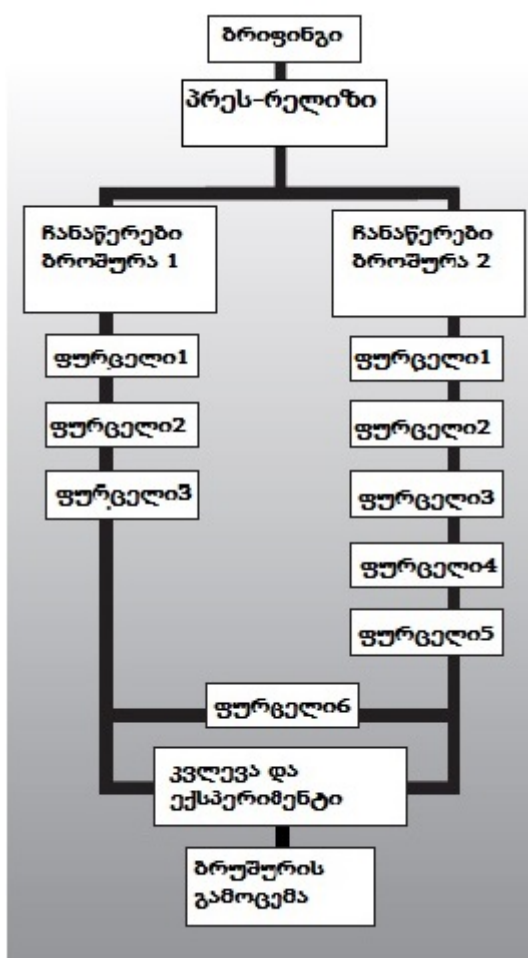 ბრიფინგი
პრეს-რელიზი
ჩანაწერები
ბროშურა 1
ფურცელი1
ფურცელი2
ფურცელი3
ჩანაწერები
ბროშურა 2
ფურცელი1
ფურცელი2
ფურცელი3
ფურცელი4
ფურცელი5
ფურცელი6
კვლევა და
ექსპერიმენტი
ბრუშურის
გამოცემა